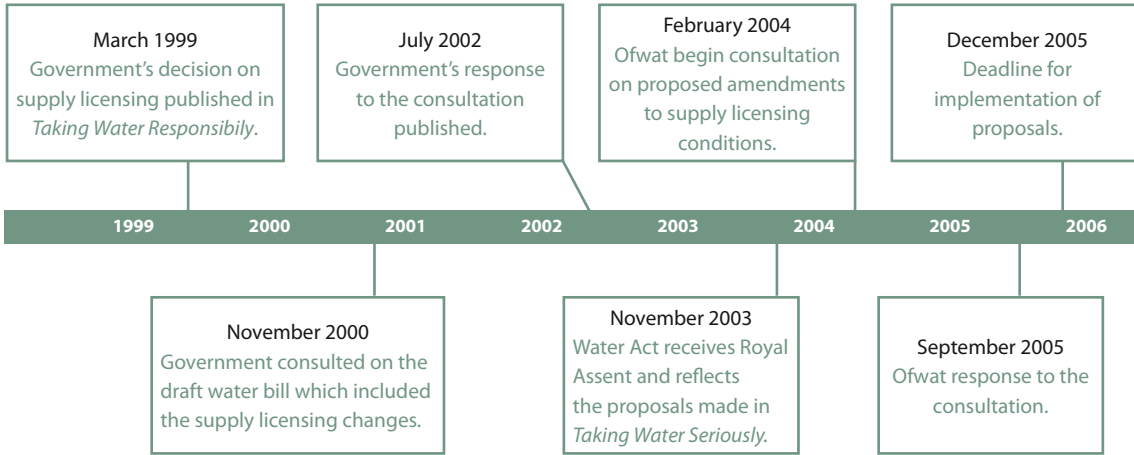 March 1999
Government’s decision on
supply licensing published in
Taking Water Responsibily.
July 2002
Government’s response
to the consultation
published.
February 2004
Ofwat begin consultation
on proposed amendments
to supply licensing
conditions.
December 2005
Deadline for
implementation of
proposals.
1999 2000 2001 2002 2003 2004 2005 2006
November 2000
Government consulted on the
draft water bill which included
the supply licensing changes.
November 2003
Water Act receives Royal
Assent and reflects
the proposals made in
Taking Water Seriously.
September 2005
Ofwat response to the
consultation.